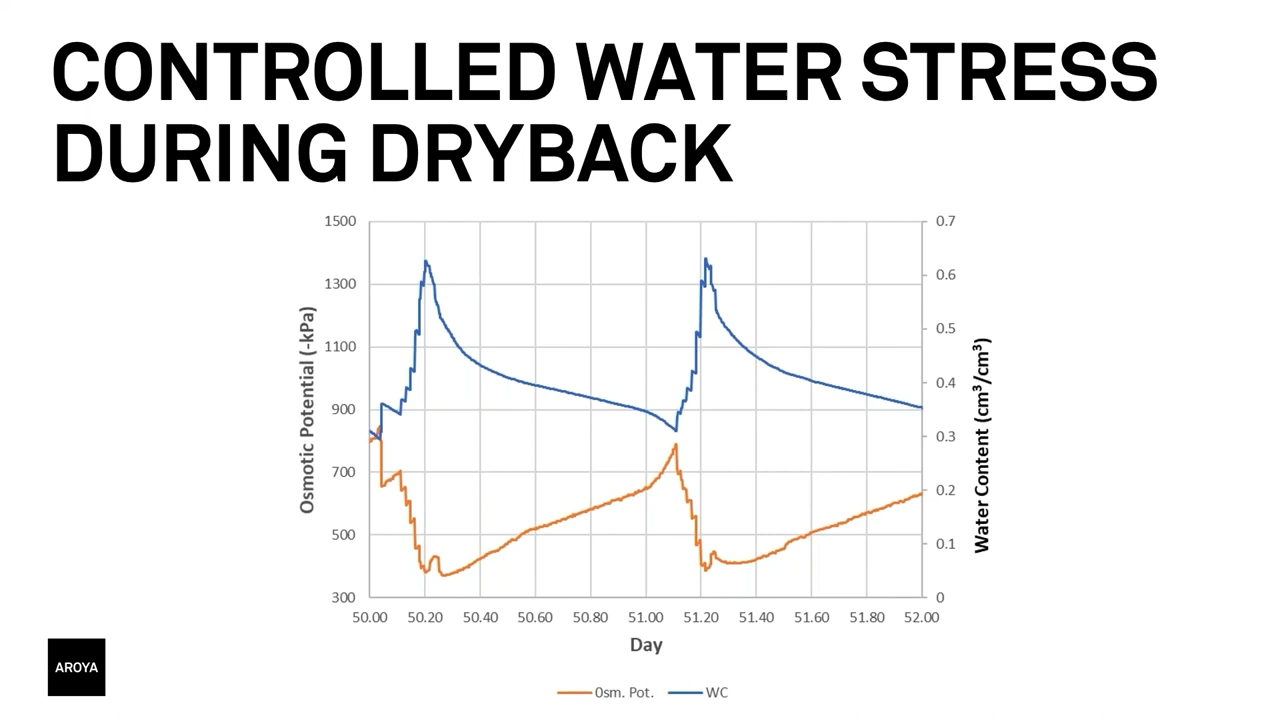 CONTROLLED WATER STRESS
DURING DRYBACK
1500
1300
1100
900
700
500
300
Osmotic Potential (-kPa)
0.7
0.6
0.5
0.4
0.3
0.2
0.1
0
Water Content (cm³/cm³)
50.00 50.20 50.40 50.60 50.80 51.00 51.20 51.40 51.60 51.80 52.00
Day
Osm. Pot. WC
AROYA